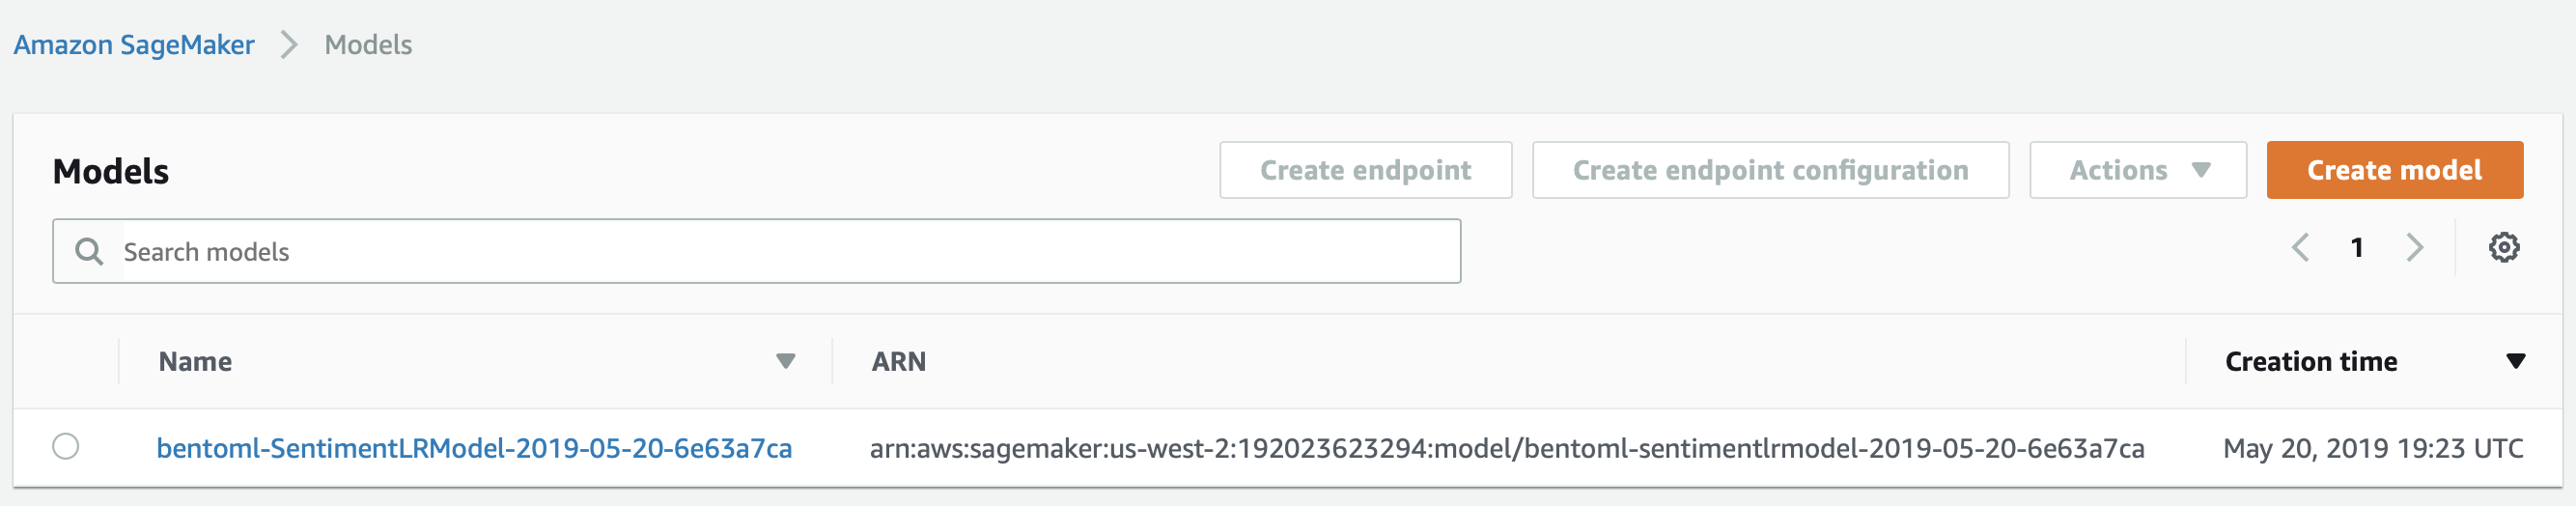 Amazon SageMaker > Models
Models
Create endpoint
Create endpoint configuration
Actions
Create model
Search models
1
Name
ARN
Creation time
bentoml-SentimentLRModel-2019-05-20-6e63a7ca
arn:aws:sagemaker:us-west-2:192023623294:model/bentoml-sentimentlrmodel-2019-05-20-6e63a7ca
May 20, 2019 19:23 UTC